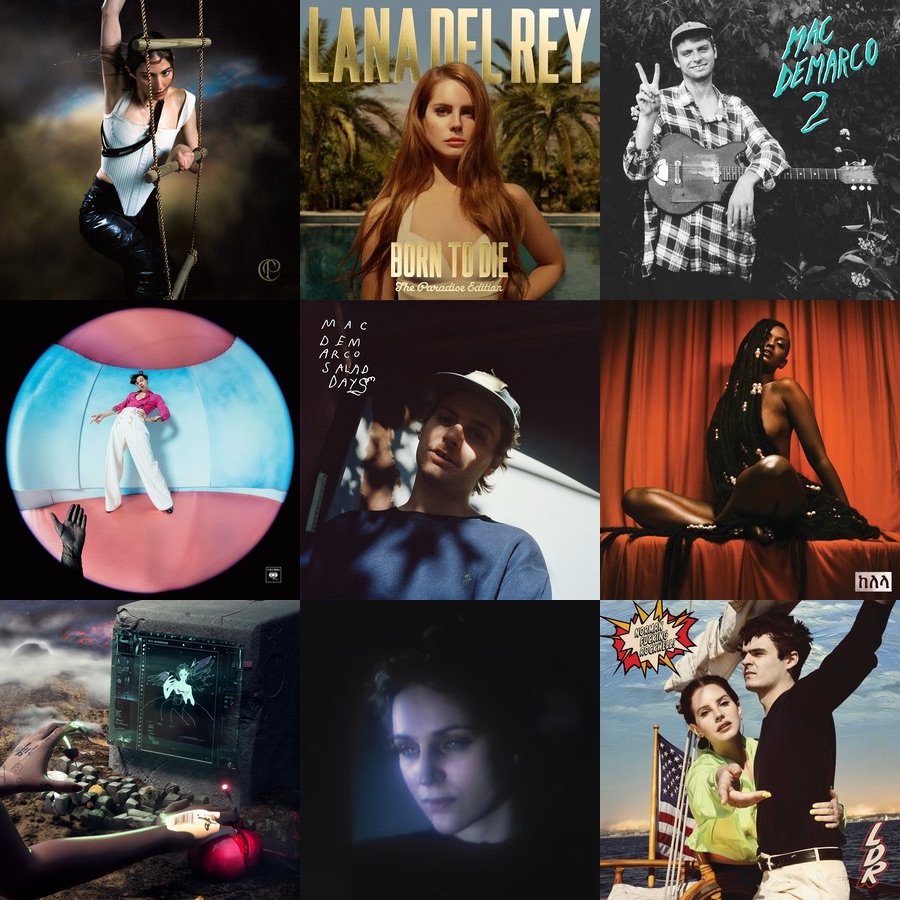 LANA DEL REY
BORN TO DIE
The Paradise Edition
MAC
DEMARCO
2
MAC
DEM
ARCO
SALAD
DAYS
ከለላ
NORMAN
FUCKING
ROCKWELL!
LDR